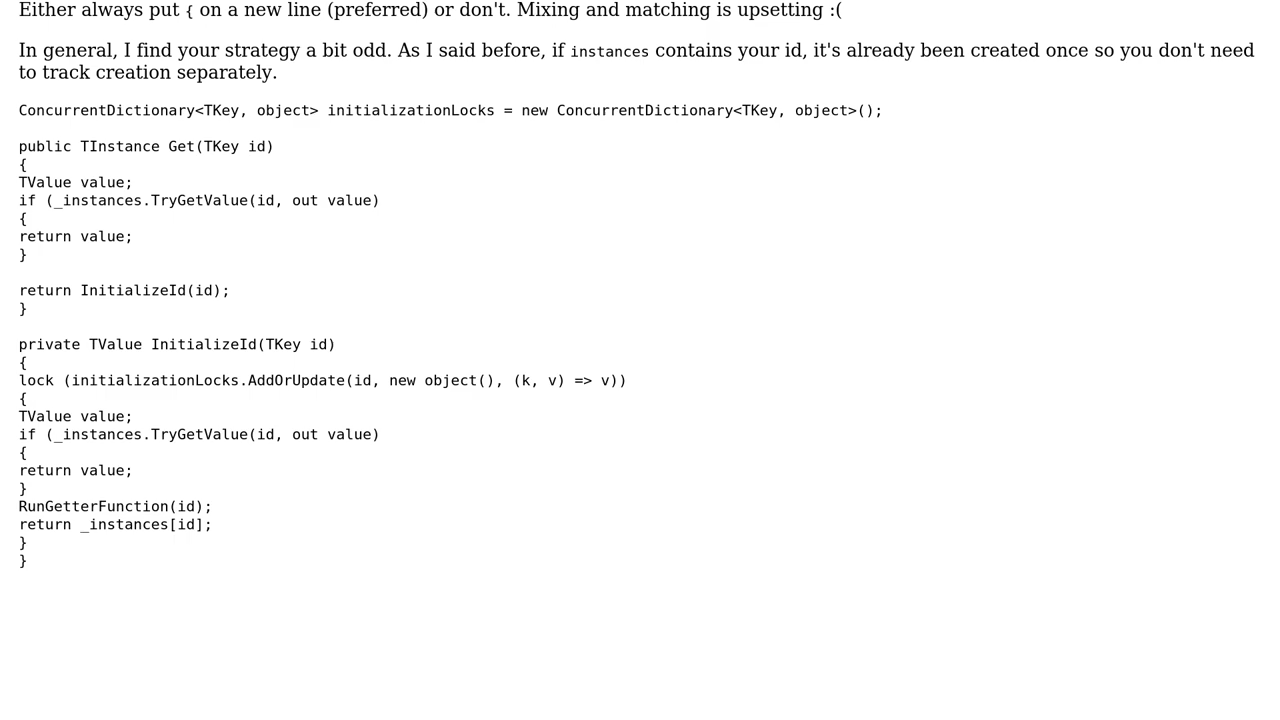 Either always put { on a new line (preferred) or don't. Mixing and matching is upsetting :(
In general, I find your strategy a bit odd. As I said before, if instances contains your id, it's already been created once so you don't need
to track creation separately.
ConcurrentDictionary<TKey, object> initializationLocks = new ConcurrentDictionary<TKey, object>();
public TInstance Get(TKey id)
{
TValue value;
if (_instances.TryGetValue(id, out value)
{
return value;
}
return InitializeId(id);
}
private TValue InitializeId(TKey id)
{
lock (initializationLocks.AddOrUpdate(id, new object(), (k, v) => v))
{
TValue value;
if (_instances.TryGetValue(id, out value)
{
return value;
}
RunGetterFunction(id);
return _instances[id];
}
}